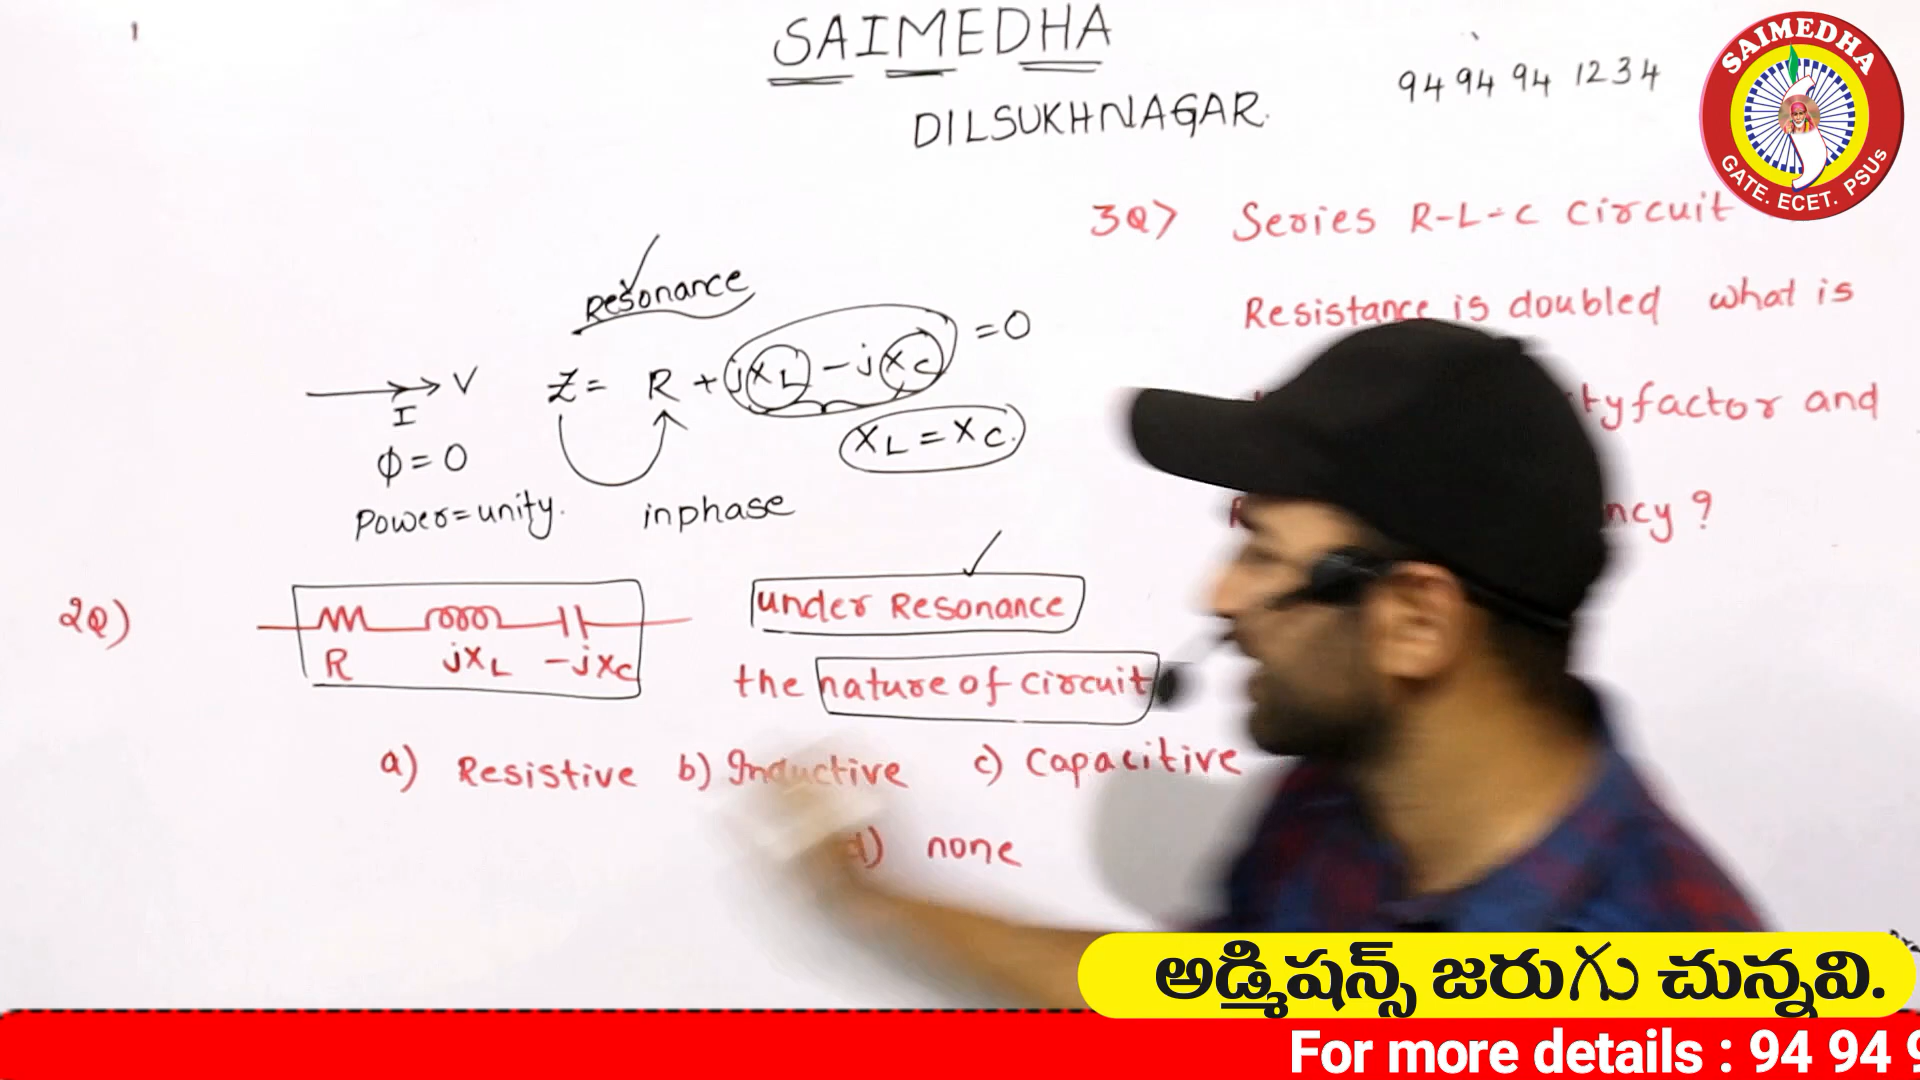 SAIMEDHA
DILSUKHNAGAR.
94 94 94 1234
SAIMEDHA
GATE. ECET. PSUs
3Q> Series R-L-C circuit
Resistance is doubled what is
tyfactor and
ncy ?
Resonance
Z = R + jXL - jXC = 0
XL = XC.
V
I
φ = 0
Power = unity.
inphase
2Q)
R jXL -jXC
under Resonance
the nature of circuit
a) Resistive b) Inductive c) Capacitive
d) none
అడ్మిషన్స్ జరుగు చున్నవి.
For more details : 94 94 9